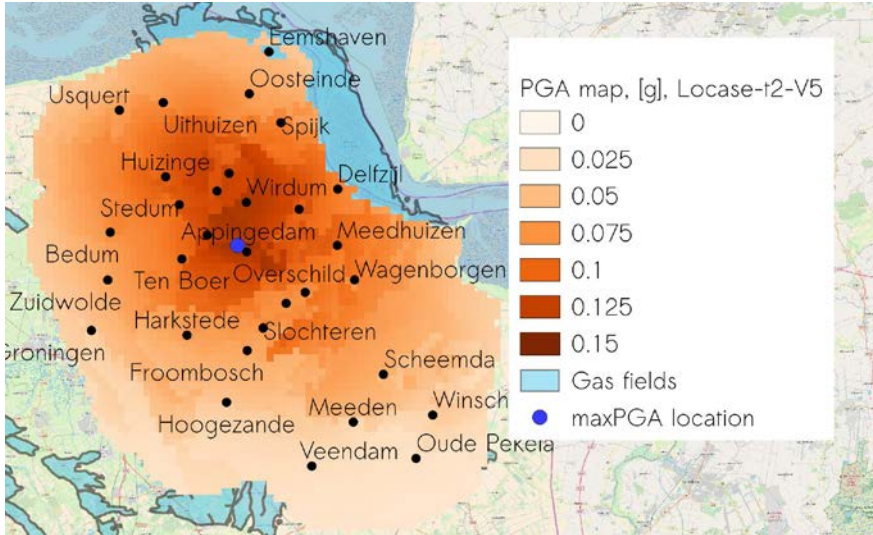 Eemshaven
Oosteinde
Usquert
Uithuizen
Spijk
Huizinge
Wirdum
Delfzijl
Stedum
Appingedam
Meedhuizen
Bedum
Ten Boer
Overschild
Wagenborgen
Zuidwolde
Harkstede
Slochteren
Groningen
Froombosch
Scheemda
Hoogezande
Meeden
Winsch
Veendam
Oude Pekela
PGA map, [g], Locase-t2-V5
0
0.025
0.05
0.075
0.1
0.125
0.15
Gas fields
maxPGA location